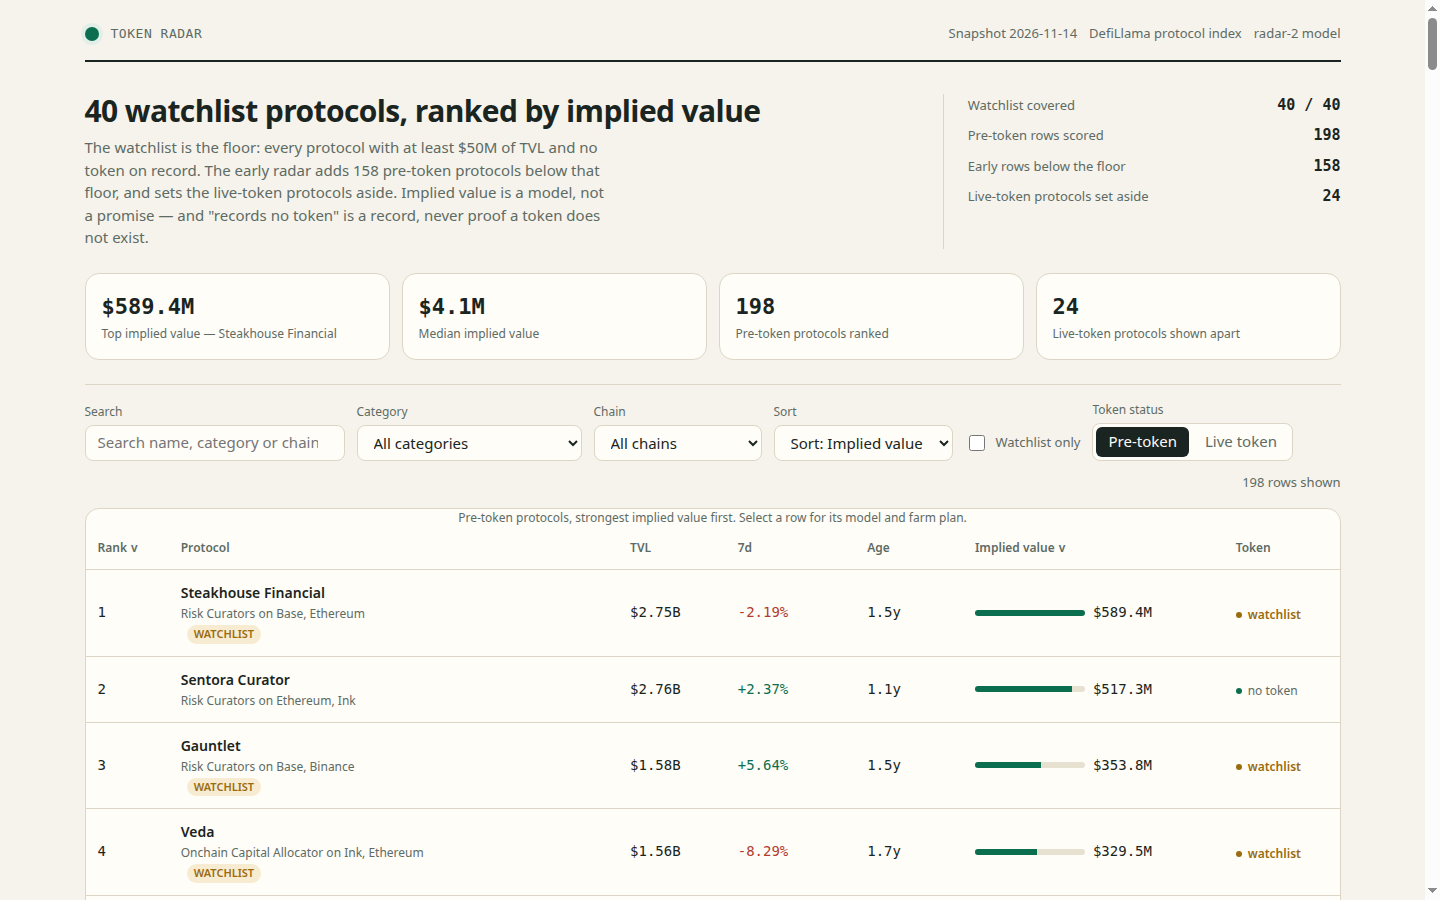 TOKEN RADAR
Snapshot 2026-11-14 DefiLlama protocol index radar-2 model
40 watchlist protocols, ranked by implied value
The watchlist is the floor: every protocol with at least $50M of TVL and no
token on record. The early radar adds 158 pre-token protocols below that
floor, and sets the live-token protocols aside. Implied value is a model, not
a promise — and "records no token" is a record, never proof a token does
not exist.
Watchlist covered 40 / 40
Pre-token rows scored 198
Early rows below the floor 158
Live-token protocols set aside 24
$589.4M
Top implied value — Steakhouse Financial
$4.1M
Median implied value
198
Pre-token protocols ranked
24
Live-token protocols shown apart
Search
Search name, category or chain
Category
All categories
Chain
All chains
Sort
Sort: Implied value
Watchlist only
Token status
Pre-token Live token
198 rows shown
Pre-token protocols, strongest implied value first. Select a row for its model and farm plan.
Rank v Protocol TVL 7d Age Implied value v Token
1 Steakhouse Financial $2.75B -2.19% 1.5y $589.4M watchlist
Risk Curators on Base, Ethereum
WATCHLIST
2 Sentora Curator $2.76B +2.37% 1.1y $517.3M no token
Risk Curators on Ethereum, Ink
3 Gauntlet $1.58B +5.64% 1.5y $353.8M watchlist
Risk Curators on Base, Binance
WATCHLIST
4 Veda $1.56B -8.29% 1.7y $329.5M watchlist
Onchain Capital Allocator on Ink, Ethereum
WATCHLIST